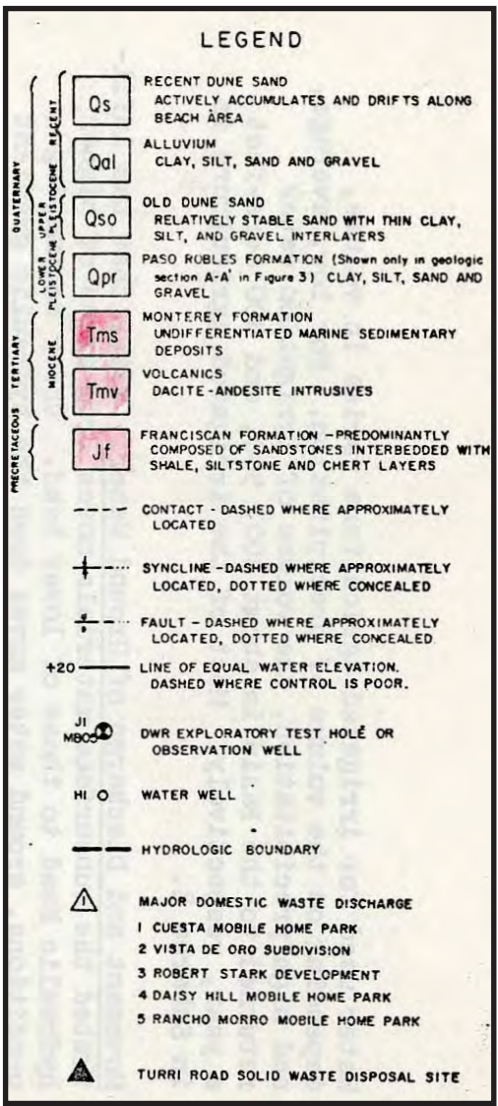 LEGEND
QUATERNARY
RECENT
Qs
RECENT DUNE SAND
ACTIVELY ACCUMULATES AND DRIFTS ALONG
BEACH AREA
Qal
ALLUVIUM
CLAY, SILT, SAND AND GRAVEL
UPPER
PLEISTOCENE
Qso
OLD DUNE SAND
RELATIVELY STABLE SAND WITH THIN CLAY,
SILT, AND GRAVEL INTERLAYERS
LOWER
PLEISTOCENE
Qpr
PASO ROBLES FORMATION (Shown only in geologic
section A-A' in Figure 3) CLAY, SILT, SAND AND
GRAVEL
TERTIARY
MIOCENE
Tms
MONTEREY FORMATION
UNDIFFERENTIATED MARINE SEDIMENTARY
DEPOSITS
Tmv
VOLCANICS
DACITE-ANDESITE INTRUSIVES
PRECRETACEOUS
Jf
FRANCISCAN FORMATION - PREDOMINANTLY
COMPOSED OF SANDSTONES INTERBEDDED WITH
SHALE, SILTSTONE AND CHERT LAYERS
CONTACT - DASHED WHERE APPROXIMATELY
LOCATED
SYNCLINE - DASHED WHERE APPROXIMATELY
LOCATED, DOTTED WHERE CONCEALED
FAULT - DASHED WHERE APPROXIMATELY
LOCATED, DOTTED WHERE CONCEALED
+20 LINE OF EQUAL WATER ELEVATION.
DASHED WHERE CONTROL IS POOR.
J1
MB05
DWR EXPLORATORY TEST HOLE OR
OBSERVATION WELL
H1 WATER WELL
HYDROLOGIC BOUNDARY
1 MAJOR DOMESTIC WASTE DISCHARGE
1 CUESTA MOBILE HOME PARK
2 VISTA DE ORO SUBDIVISION
3 ROBERT STARK DEVELOPMENT
4 DAISY HILL MOBILE HOME PARK
5 RANCHO MORRO MOBILE HOME PARK
TURRI ROAD SOLID WASTE DISPOSAL SITE